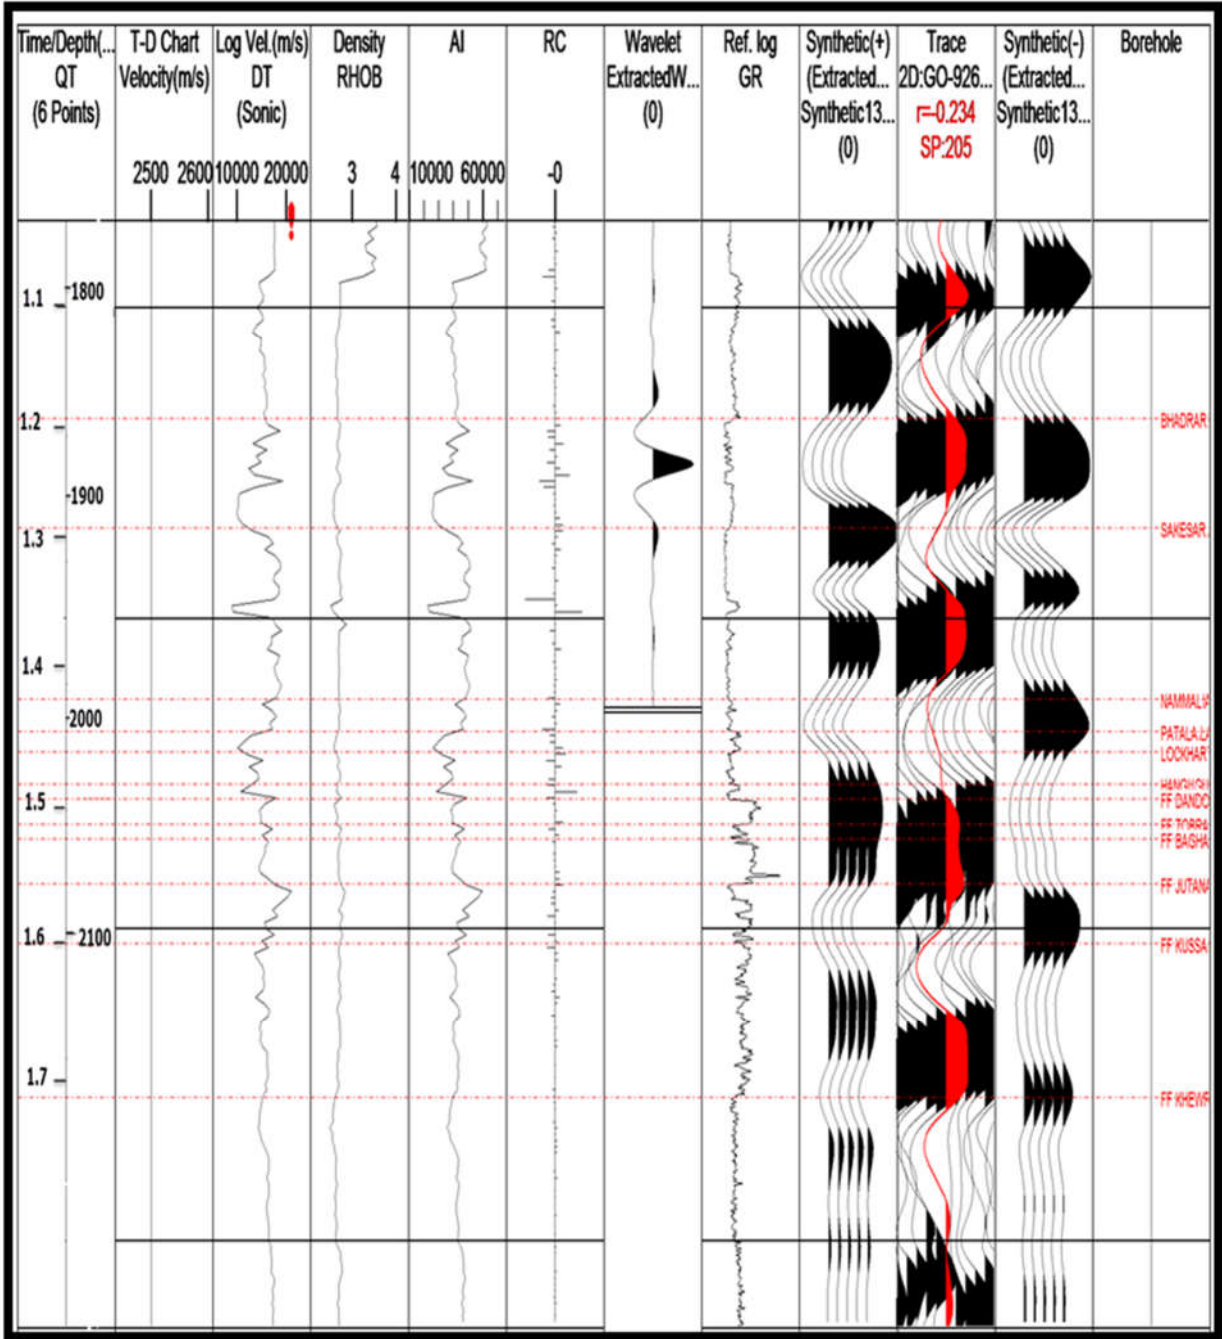 Time/Depth(... T-D Chart Log Vel.(m/s) Density AI RC Wavelet Ref. log Synthetic(+) Trace Synthetic(-) Borehole
QT Velocity(m/s) DT RHOB ExtractedW... GR (Extracted... 2D:GO-926... (Extracted...
(6 Points) (Sonic) (0) Synthetic13... r=-0.234 Synthetic13...
(0) SP:205 (0)
2500 2600 10000 20000 3 4 10000 60000 -0
1.1 1800
1.2 BHADRAR
1900
1.3 SAKESAR
1.4
NAMMAL
2000
PATALA
LOCKHAR
1.5 FF DANDO
FF BAGHA
FF JUTANA
1.6 2100
FF KUSSA
1.7
FF KHEWR